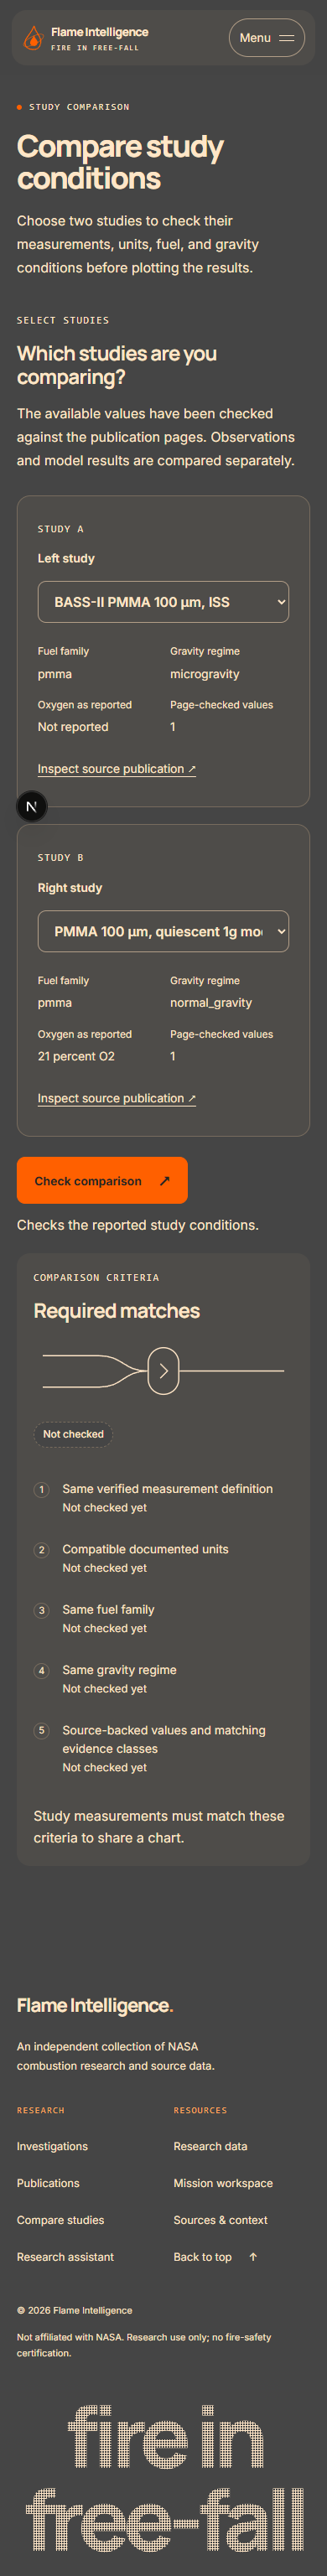 Flame Intelligence
FIRE IN FREE-FALL
Menu
STUDY COMPARISON
Compare study
conditions
Choose two studies to check their
measurements, units, fuel, and gravity
conditions before plotting the results.
SELECT STUDIES
Which studies are you
comparing?
The available values have been checked
against the publication pages. Observations
and model results are compared separately.
STUDY A
Left study
BASS-II PMMA 100 µm, ISS
Fuel family
pmma
Gravity regime
microgravity
Oxygen as reported
Not reported
Page-checked values
1
Inspect source publication ↗
N
STUDY B
Right study
PMMA 100 µm, quiescent 1g mo
Fuel family
pmma
Gravity regime
normal_gravity
Oxygen as reported
21 percent O2
Page-checked values
1
Inspect source publication ↗
Check comparison ↗
Checks the reported study conditions.
COMPARISON CRITERIA
Required matches
Not checked
1 Same verified measurement definition
Not checked yet
2 Compatible documented units
Not checked yet
3 Same fuel family
Not checked yet
4 Same gravity regime
Not checked yet
5 Source-backed values and matching
evidence classes
Not checked yet
Study measurements must match these
criteria to share a chart.
Flame Intelligence.
An independent collection of NASA
combustion research and source data.
RESEARCH
Investigations
Publications
Compare studies
Research assistant
RESOURCES
Research data
Mission workspace
Sources & context
Back to top ↑
© 2026 Flame Intelligence
Not affiliated with NASA. Research use only; no fire-safety
certification.
fire in
free-fall